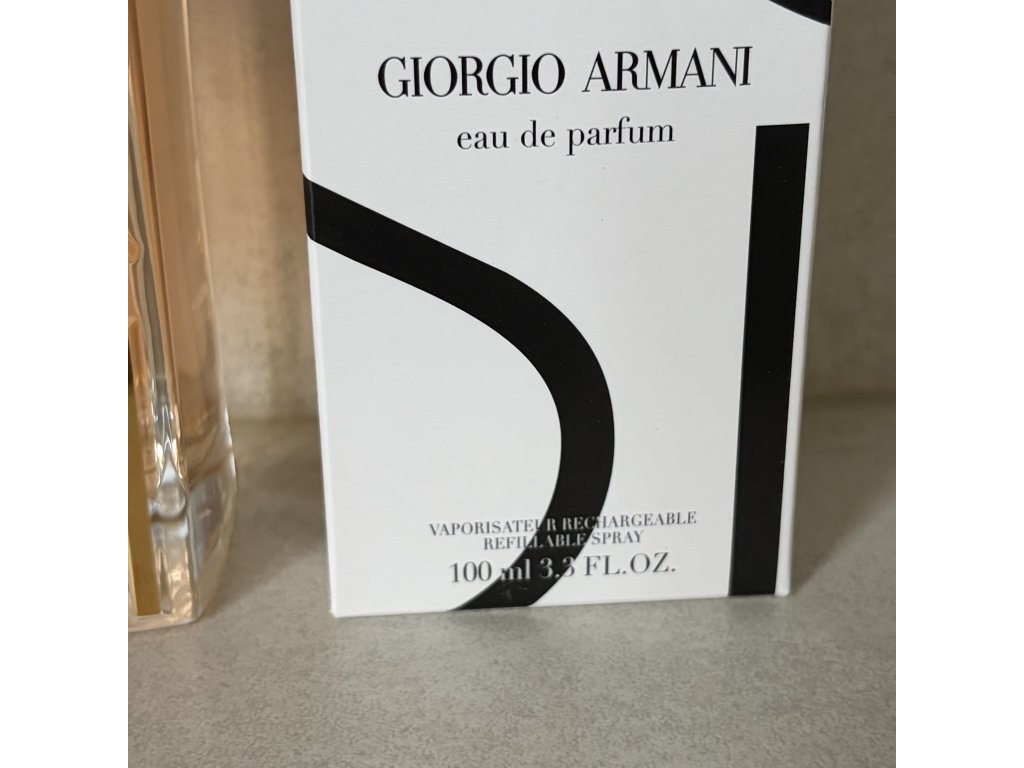 GIORGIO ARMANI
eau de parfum
VAPORISATEUR RECHARGEABLE
REFILLABLE SPRAY
100 ml 3.3 FL.OZ.